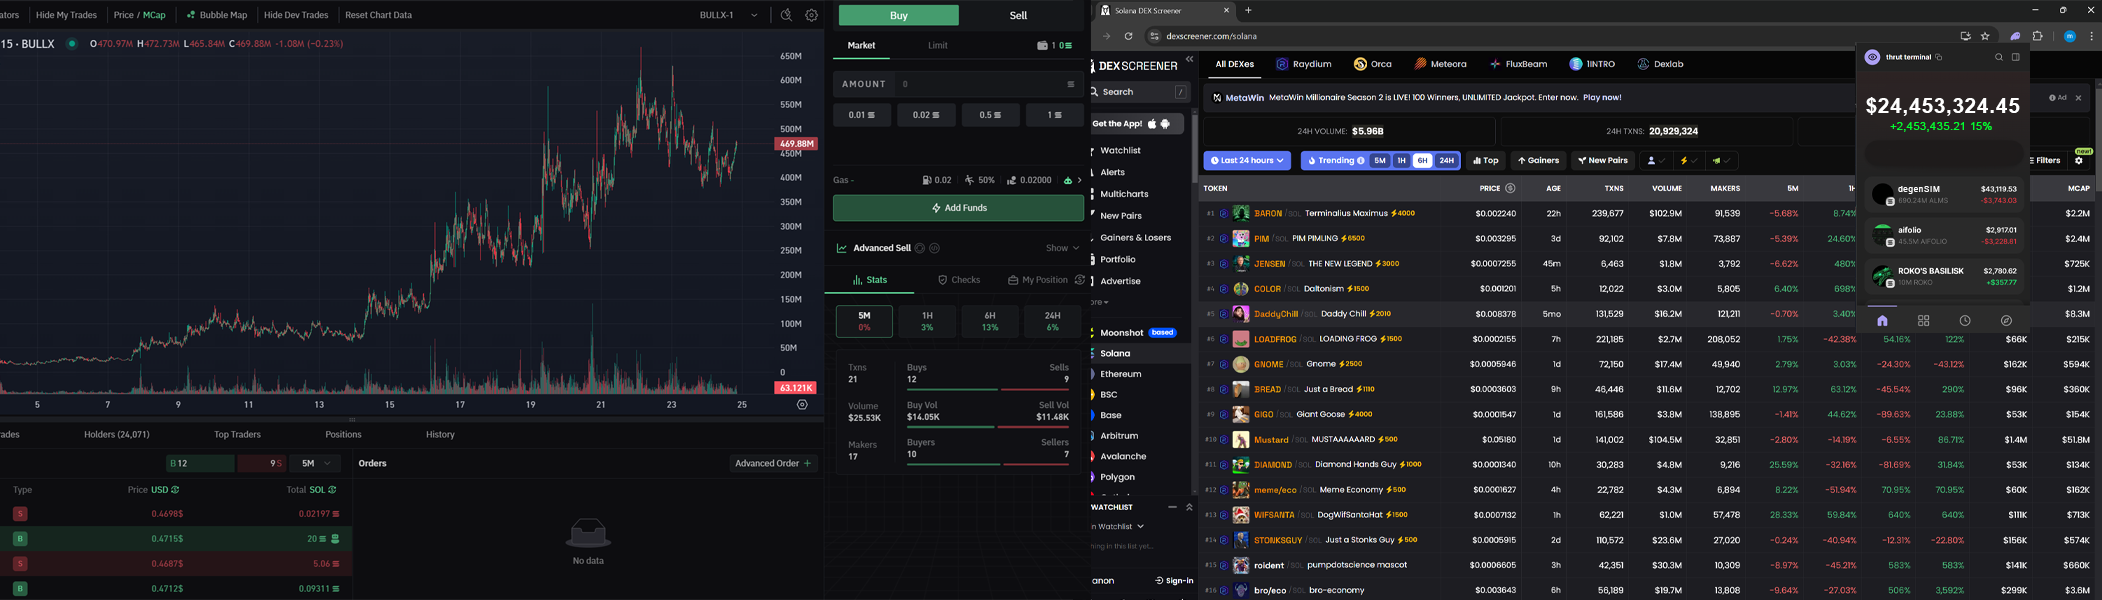 ators Hide My Trades Price / MCap Bubble Map Hide Dev Trades Reset Chart Data BULLX-1
15 · BULLX O470.97M H472.73M L465.84M C469.88M -1.08M (-0.23%)
650M
600M
550M
500M
469.88M
450M
400M
350M
300M
250M
200M
150M
100M
50M
0
63.121K
5 7 9 11 13 15 17 19 21 23 25
ades Holders (24,071) Top Traders Positions History
B 12 9 S 5M
Type Price USD Total SOL
S 0.4698$ 0.02197
B 0.4715$ 20
S 0.4687$ 5.06
B 0.4712$ 0.09311
Orders Advanced Order +
No data
Buy Sell
Market Limit 1 0
AMOUNT 0
0.01 0.02 0.5 1
Gas - 0.02 50% 0.02000
Add Funds
Advanced Sell Show
Stats Checks My Position
5M 1H 6H 24H
0% 3% 13% 6%
Txns Buys Sells
21 12 9
Volume Buy Vol Sell Vol
$25.53K $14.05K $11.48K
Makers Buyers Sellers
17 10 7
Solana DEX Screener
dexscreener.com/solana
DEX SCREENER
Search /
Get the App!
Watchlist
Alerts
Multicharts
New Pairs
Gainers & Losers
Portfolio
Advertise
ore
Moonshot based
Solana
Ethereum
BSC
Base
Arbitrum
Avalanche
Polygon
WATCHLIST
n Watchlist
hing in this list yet...
anon Sign-in
All DEXes Raydium Orca Meteora FluxBeam 1INTRO Dexlab
MetaWin MetaWin Millionaire Season 2 is LIVE! 100 Winners, UNLIMITED Jackpot. Enter now. Play now! Ad
24H VOLUME: $5.96B 24H TXNS: 20,929,324
Last 24 hours Trending 5M 1H 6H 24H Top Gainers New Pairs Filters new!
TOKEN PRICE AGE TXNS VOLUME MAKERS 5M 1H MCAP
#1 BARON /SOL Terminalius Maximus 4000 $0.002240 22h 239,677 $102.9M 91,539 -5.68% 8.74% $2.2M
#2 PIM /SOL PIM PIMLING 6500 $0.003295 3d 92,102 $7.8M 73,887 -5.39% 24.60% $2.4M
#3 JENSEN /SOL THE NEW LEGEND 3000 $0.0007255 45m 6,463 $1.8M 3,792 -6.62% 480% $725K
#4 COLOR /SOL Daltonism 1500 $0.001201 5h 12,022 $3.0M 5,805 6.40% 698% $1.2M
#5 DaddyChill /SOL Daddy Chill 2010 $0.008378 5mo 131,529 $16.2M 121,211 -0.70% 3.40% $8.3M
#6 LOADFROG /SOL LOADING FROG 1500 $0.0002155 7h 221,185 $2.7M 208,052 1.75% -42.38% 54.16% 122% $66K $215K
#7 GNOME /SOL Gnome 2500 $0.0005946 1d 72,150 $17.4M 49,940 2.79% 3.03% -24.30% -43.12% $162K $594K
#8 BREAD /SOL Just a Bread 1110 $0.0003603 9h 46,446 $11.6M 12,702 12.97% 63.12% -45.54% 290% $96K $360K
#9 GIGO /SOL Giant Goose 4000 $0.0001547 1d 161,586 $3.8M 138,895 -1.41% 44.62% -89.63% 23.88% $53K $154K
#10 Mustard /SOL MUSTAAAAAARD 500 $0.05180 1d 141,002 $104.5M 32,851 -2.80% -14.19% -6.55% 86.71% $1.4M $51.8M
#11 DIAMOND /SOL Diamond Hands Guy 1000 $0.0001340 10h 30,283 $4.8M 9,216 25.59% -32.16% -81.69% 31.84% $53K $134K
#12 meme/eco /SOL Meme Economy 500 $0.0001627 4h 22,782 $4.3M 6,894 8.22% -51.94% 70.95% 70.95% $60K $162K
#13 WIFSANTA /SOL DogWifSantaHat 1500 $0.0007132 1h 62,221 $1.0M 57,478 28.33% 59.84% 640% 640% $111K $713K
#14 STONKSGUY /SOL Just a Stonks Guy 500 $0.0005915 2d 110,572 $23.6M 27,020 -0.24% -40.94% -12.31% -22.80% $156K $574K
#15 roident /SOL pumpdotscience mascot $0.0006605 3h 42,351 $30.3M 10,309 -8.97% -45.21% 583% 583% $141K $660K
#16 bro/eco /SOL bro-economy $0.003643 6h 56,189 $19.7M 13,808 -9.64% -27.03% 506% 3,592% $299K $3.6M
thrut terminal
$24,453,324.45
+2,453,435.21 15%
degenSIM $43,119.53
690.24M ALMS -$3,743.03
aifolio $2,917.01
45.5M AIFOLIO -$3,228.61
ROKO'S BASILISK $2,780.62
10M ROKO +$357.77